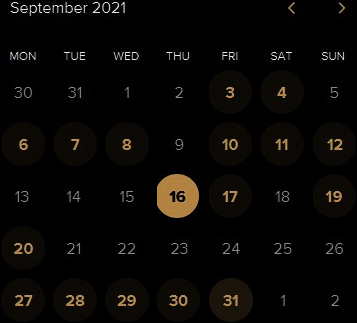 September 2021 < >
MON TUE WED THU FRI SAT SUN
30 31 1 2 3 4 5
6 7 8 9 10 11 12
13 14 15 16 17 18 19
20 21 22 23 24 25 26
27 28 29 30 31 1 2